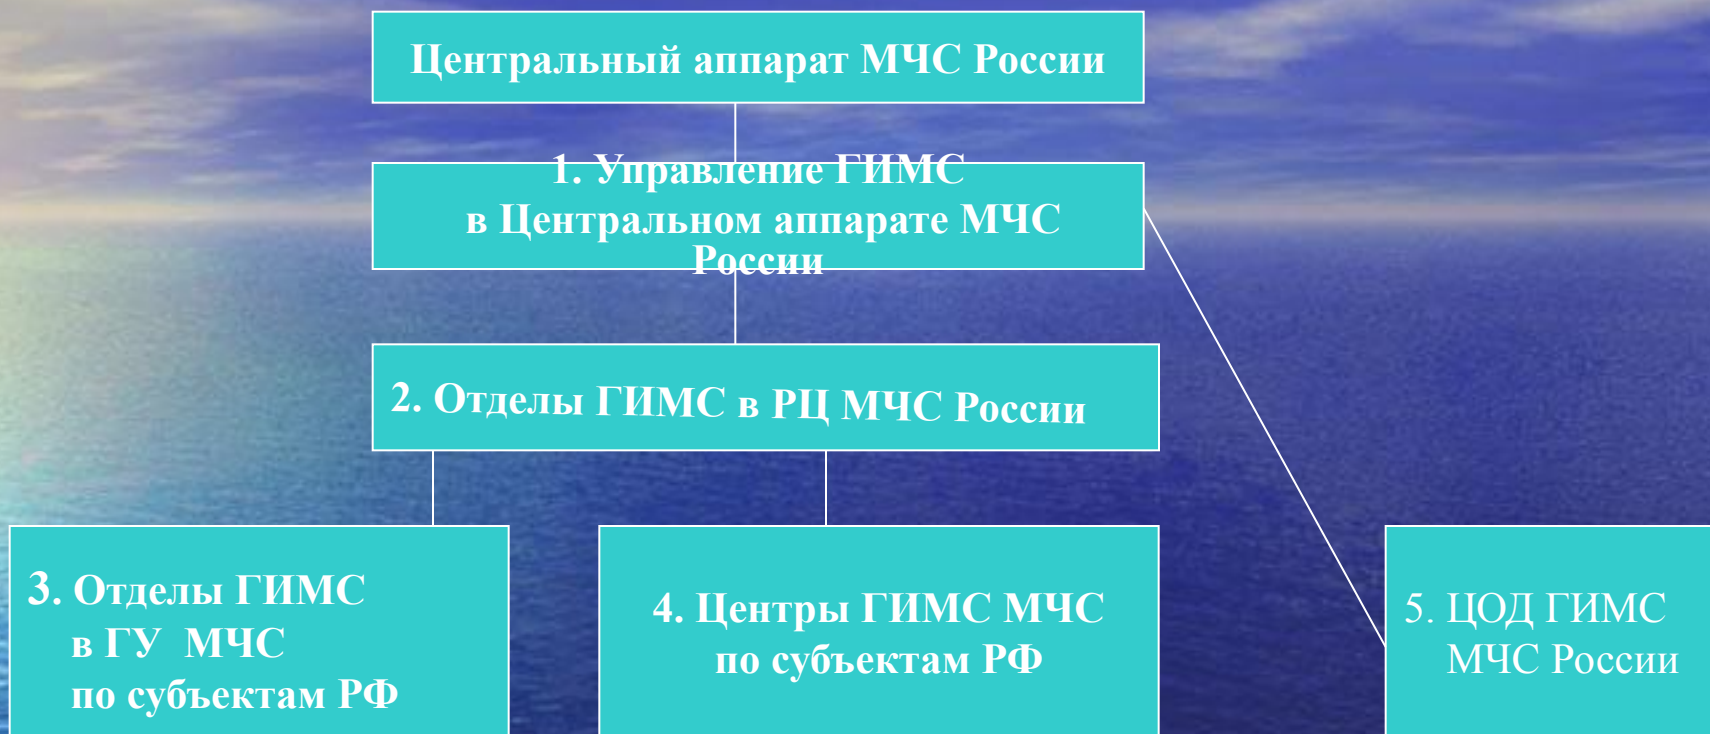 Центральный аппарат МЧС России
1. Управление ГИМС
в Центральном аппарате МЧС
России
2. Отделы ГИМС в РЦ МЧС России
3. Отделы ГИМС
в ГУ МЧС
по субъектам РФ
4. Центры ГИМС МЧС
по субъектам РФ
5. ЦОД ГИМС
МЧС России